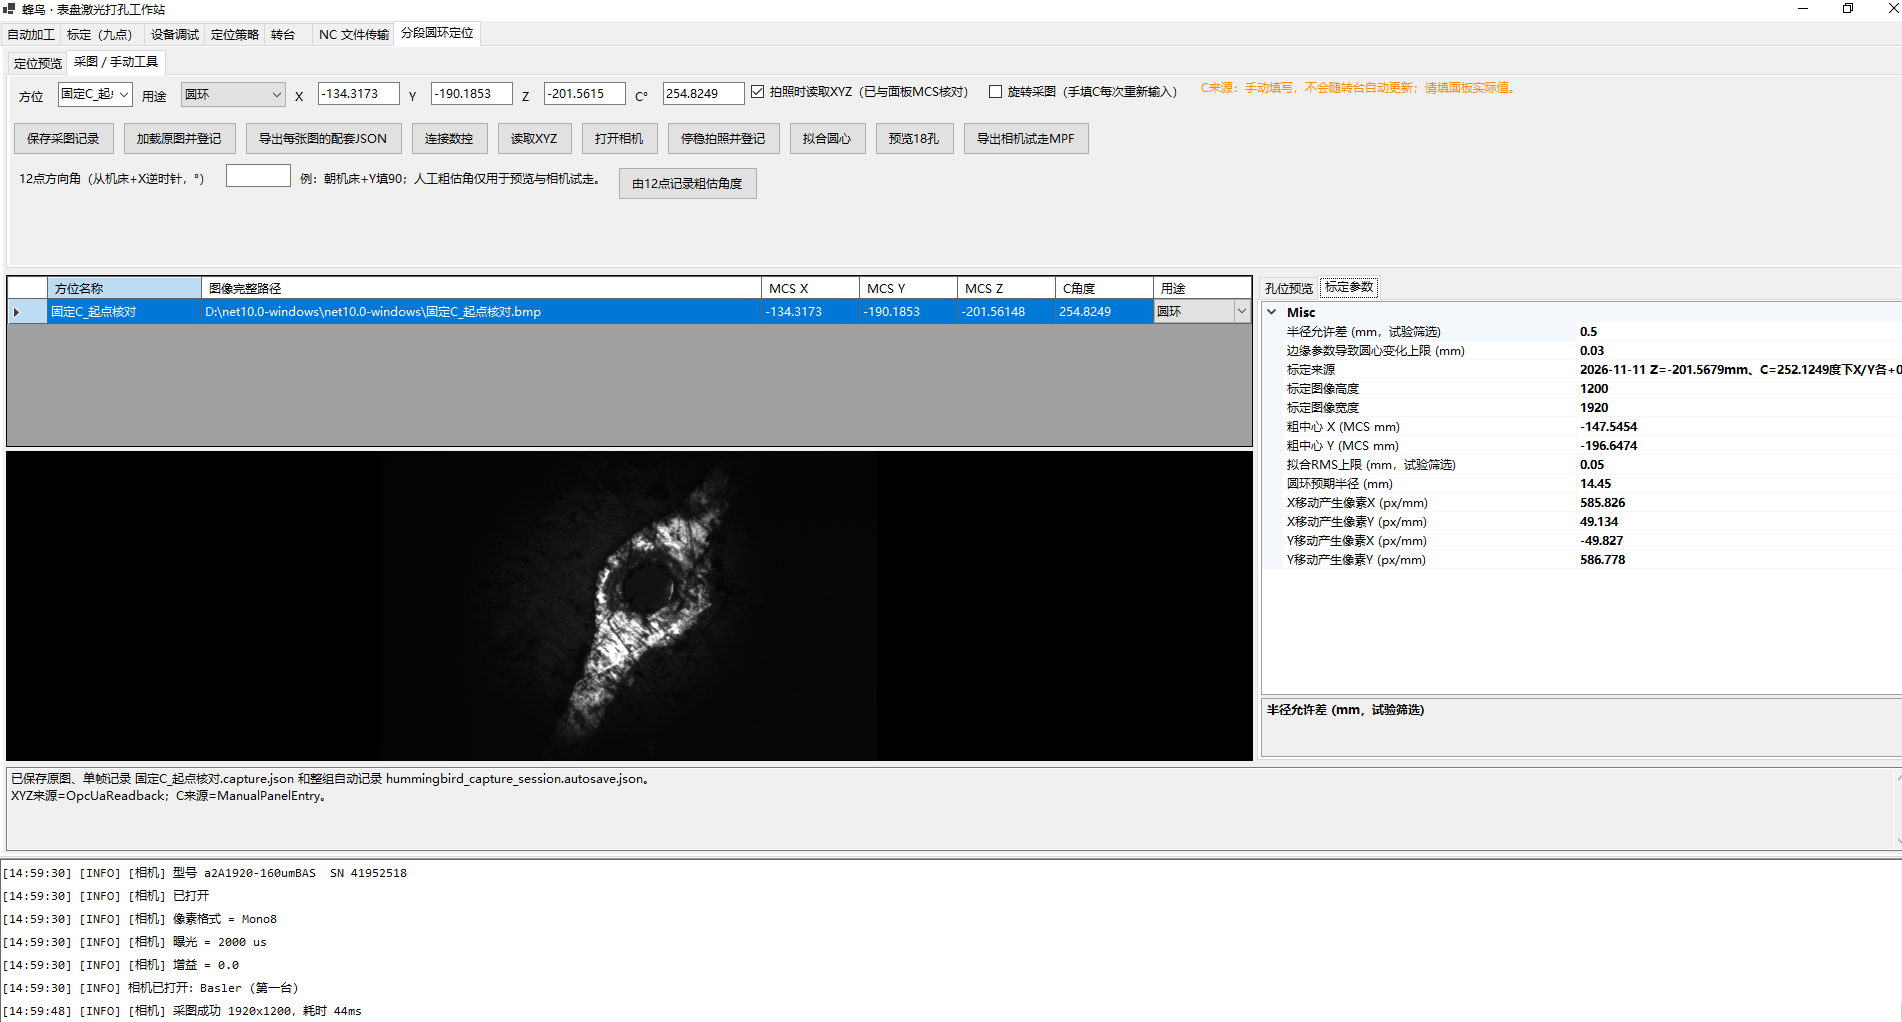 蜂鸟 · 表盘激光打孔工作站
自动加工 标定（九点） 设备调试 定位策略 转台 NC 文件传输 分段圆环定位
定位预览 采图 / 手动工具
方位 固定C_起 用途 圆环 X -134.3173 Y -190.1853 Z -201.5615 C° 254.8249 拍照时读取XYZ（已与面板MCS核对） 旋转采图（手填C每次重新输入） C来源：手动填写，不会随转台自动更新；请填面板实际值。
保存采图记录 加载原图并登记 导出每张图的配套JSON 连接数控 读取XYZ 打开相机 停稳拍照并登记 拟合圆心 预览18孔 导出相机试走MPF
12点方向角（从机床+X逆时针，°） 例：朝机床+Y填90；人工粗估角仅用于预览与相机试走。 由12点记录粗估角度
方位名称 图像完整路径 MCS X MCS Y MCS Z C角度 用途
固定C_起点核对 D:\net10.0-windows\net10.0-windows\固定C_起点核对.bmp -134.3173 -190.1853 -201.56148 254.8249 圆环
孔位预览 标定参数
Misc
半径允许差 (mm，试验筛选) 0.5
边缘参数导致圆心变化上限 (mm) 0.03
标定来源 2026-11-11 Z=-201.5679mm、C=252.1249度下X/Y各+0
标定图像高度 1200
标定图像宽度 1920
粗中心 X (MCS mm) -147.5454
粗中心 Y (MCS mm) -196.6474
拟合RMS上限 (mm，试验筛选) 0.05
圆环预期半径 (mm) 14.45
X移动产生像素X (px/mm) 585.826
X移动产生像素Y (px/mm) 49.134
Y移动产生像素X (px/mm) -49.827
Y移动产生像素Y (px/mm) 586.778
半径允许差 (mm，试验筛选)
已保存原图、单帧记录 固定C_起点核对.capture.json 和整组自动记录 hummingbird_capture_session.autosave.json。
XYZ来源=OpcUaReadback；C来源=ManualPanelEntry。
[14:59:30] [INFO] [相机] 型号 a2A1920-160umBAS  SN 41952518
[14:59:30] [INFO] [相机] 已打开
[14:59:30] [INFO] [相机] 像素格式 = Mono8
[14:59:30] [INFO] [相机] 曝光 = 2000 us
[14:59:30] [INFO] [相机] 增益 = 0.0
[14:59:30] [INFO] 相机已打开：Basler（第一台）
[14:59:48] [INFO] [相机] 采图成功 1920x1200，耗时 44ms